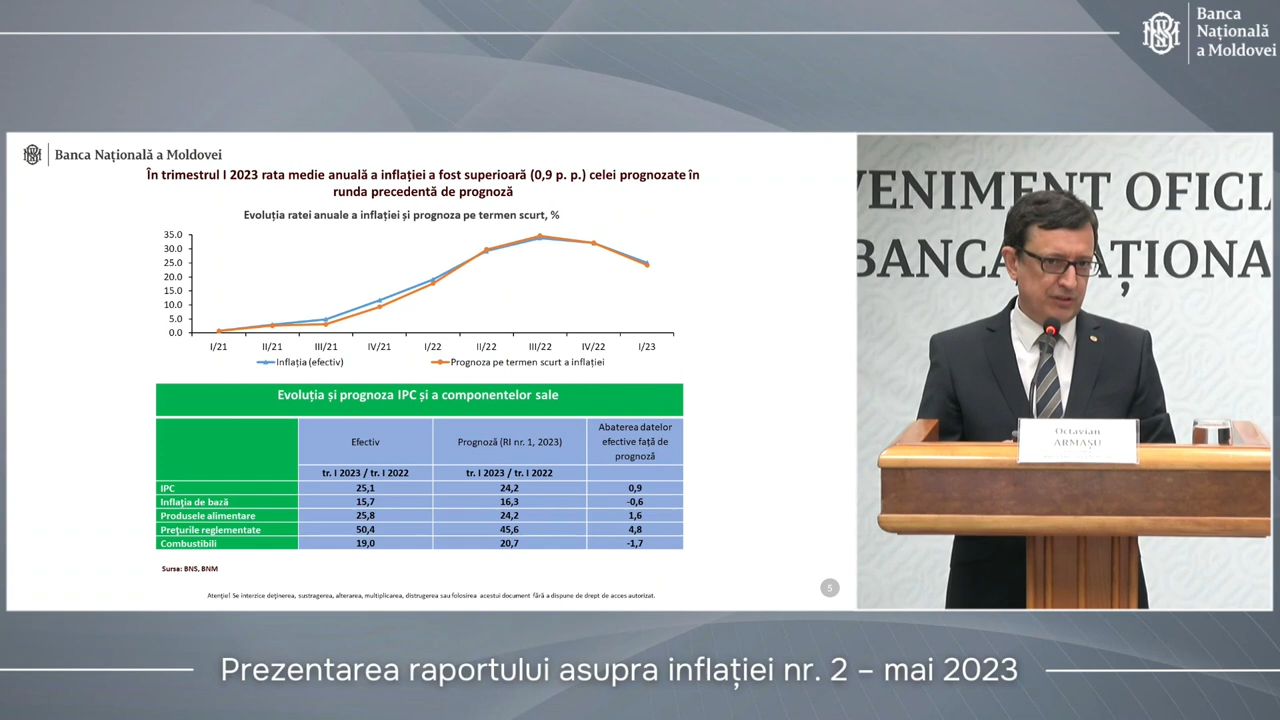 Banca
Națională
a Moldovei
Banca Națională a Moldovei
În trimestrul I 2023 rata medie anuală a inflației a fost superioară (0,9 p. p.) celei prognozate în
runda precedentă de prognoză
Evoluția ratei anuale a inflației și prognoza pe termen scurt, %
35.0
30.0
25.0
20.0
15.0
10.0
5.0
0.0
I/21 II/21 III/21 IV/21 I/22 II/22 III/22 IV/22 I/23
Inflația (efectiv) Prognoza pe termen scurt a inflației
Evoluția și prognoza IPC și a componentelor sale
Efectiv Prognoză (RI nr. 1, 2023) Abaterea datelor
efective față de
prognoză
tr. I 2023 / tr. I 2022 tr. I 2023 / tr. I 2022
IPC 25,1 24,2 0,9
Inflația de bază 15,7 16,3 -0,6
Produsele alimentare 25,8 24,2 1,6
Prețurile reglementate 50,4 45,6 4,8
Combustibili 19,0 20,7 -1,7
Sursa: BNS, BNM
5
Atenție! Se interzice deținerea, sustragerea, alterarea, multiplicarea, distrugerea sau folosirea acestui document fără a dispune de drept de acces autorizat.
VENIMENT OFICI
BANCA NAȚIONA
Octavian
ARMAȘU
Prezentarea raportului asupra inflației nr. 2 – mai 2023